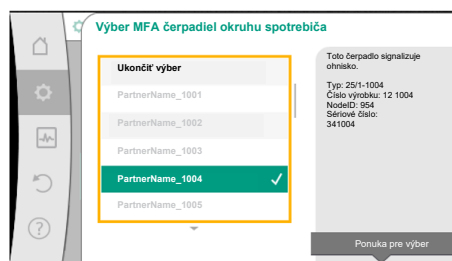 Výber MFA čerpadiel okruhu spotrebiča
Ukončiť výber
PartnerName_1001
PartnerName_1002
PartnerName_1003
PartnerName_1004
PartnerName_1005
Toto čerpadlo signalizuje
ohnisko.
Typ: 25/1-1004
Číslo výrobku: 12 1004
NodeID: 954
Sériové číslo:
341004
Ponuka pre výber